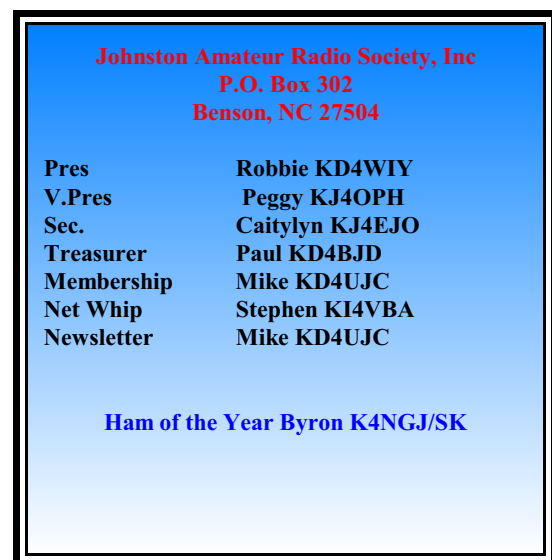 Johnston Amateur Radio Society, Inc
P.O. Box 302
Benson, NC 27504
Pres Robbie KD4WIY
V.Pres Peggy KJ4OPH
Sec. Caitylyn KJ4EJO
Treasurer Paul KD4BJD
Membership Mike KD4UJC
Net Whip Stephen KI4VBA
Newsletter Mike KD4UJC
Ham of the Year Byron K4NGJ/SK